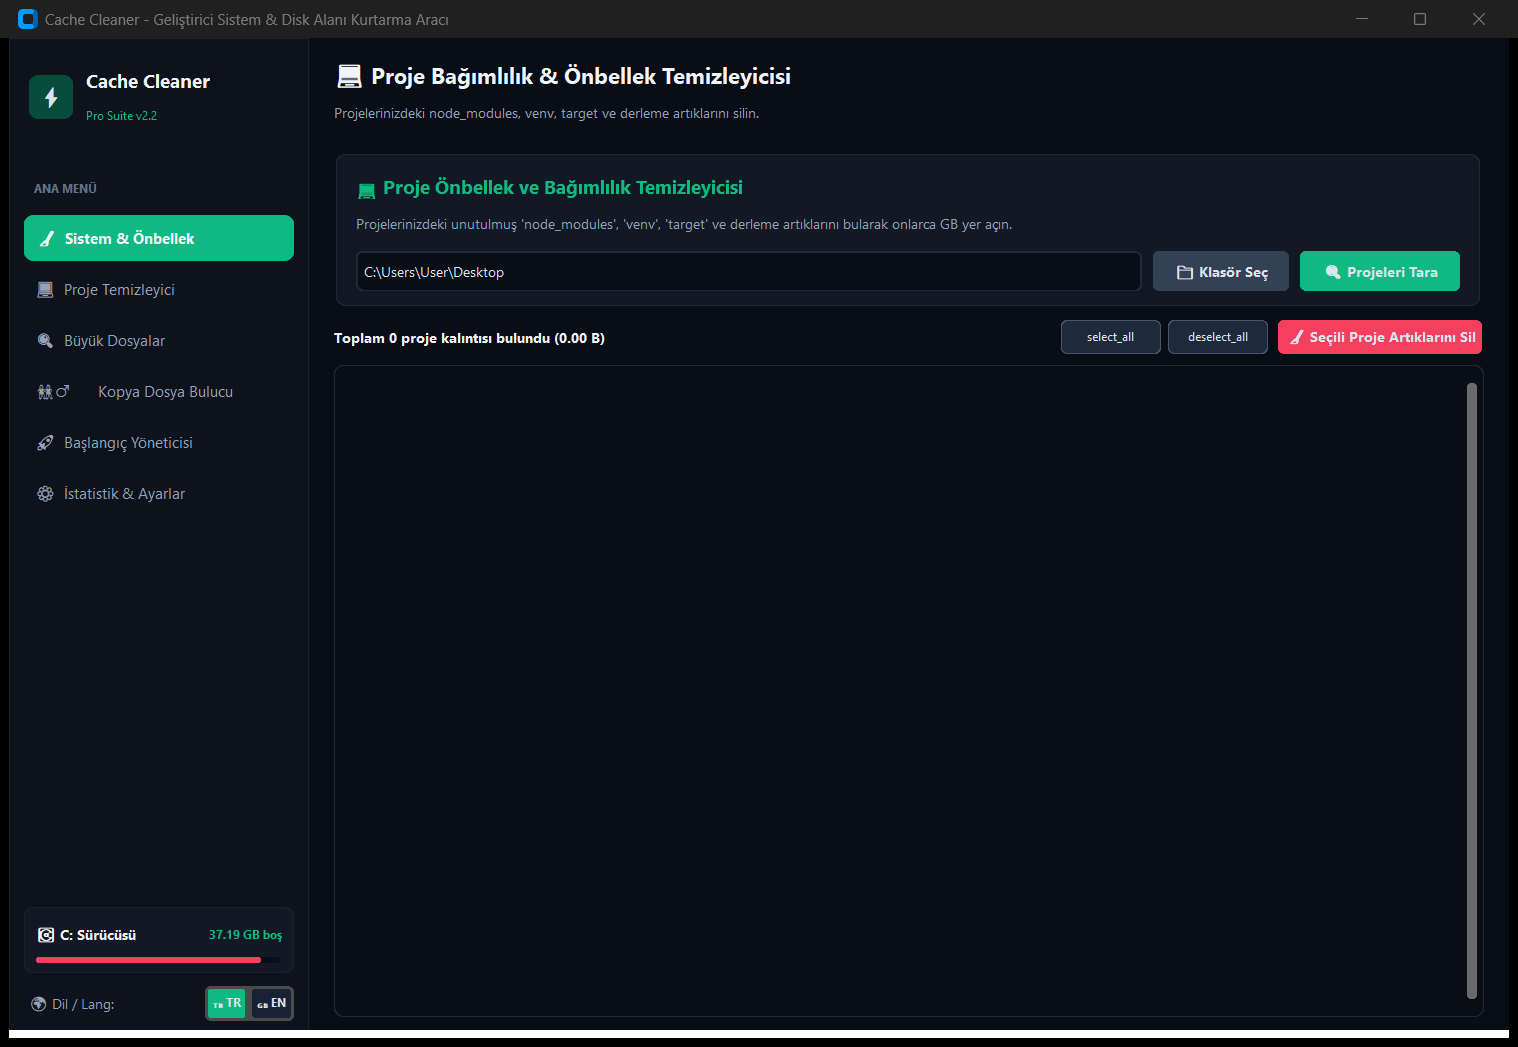 Cache Cleaner - Geliştirici Sistem & Disk Alanı Kurtarma Aracı
Cache Cleaner
Pro Suite v2.2
ANA MENÜ
Sistem & Önbellek
Proje Temizleyici
Büyük Dosyalar
Kopya Dosya Bulucu
Başlangıç Yöneticisi
İstatistik & Ayarlar
C: Sürücüsü 37.19 GB boş
Dil / Lang: TR TR GB EN
Proje Bağımlılık & Önbellek Temizleyicisi
Projelerinizdeki node_modules, venv, target ve derleme artıklarını silin.
Proje Önbellek ve Bağımlılık Temizleyicisi
Projelerinizdeki unutulmuş 'node_modules', 'venv', 'target' ve derleme artıklarını bularak onlarca GB yer açın.
C:\Users\User\Desktop Klasör Seç Projeleri Tara
Toplam 0 proje kalıntısı bulundu (0.00 B) select_all deselect_all Seçili Proje Artıklarını Sil